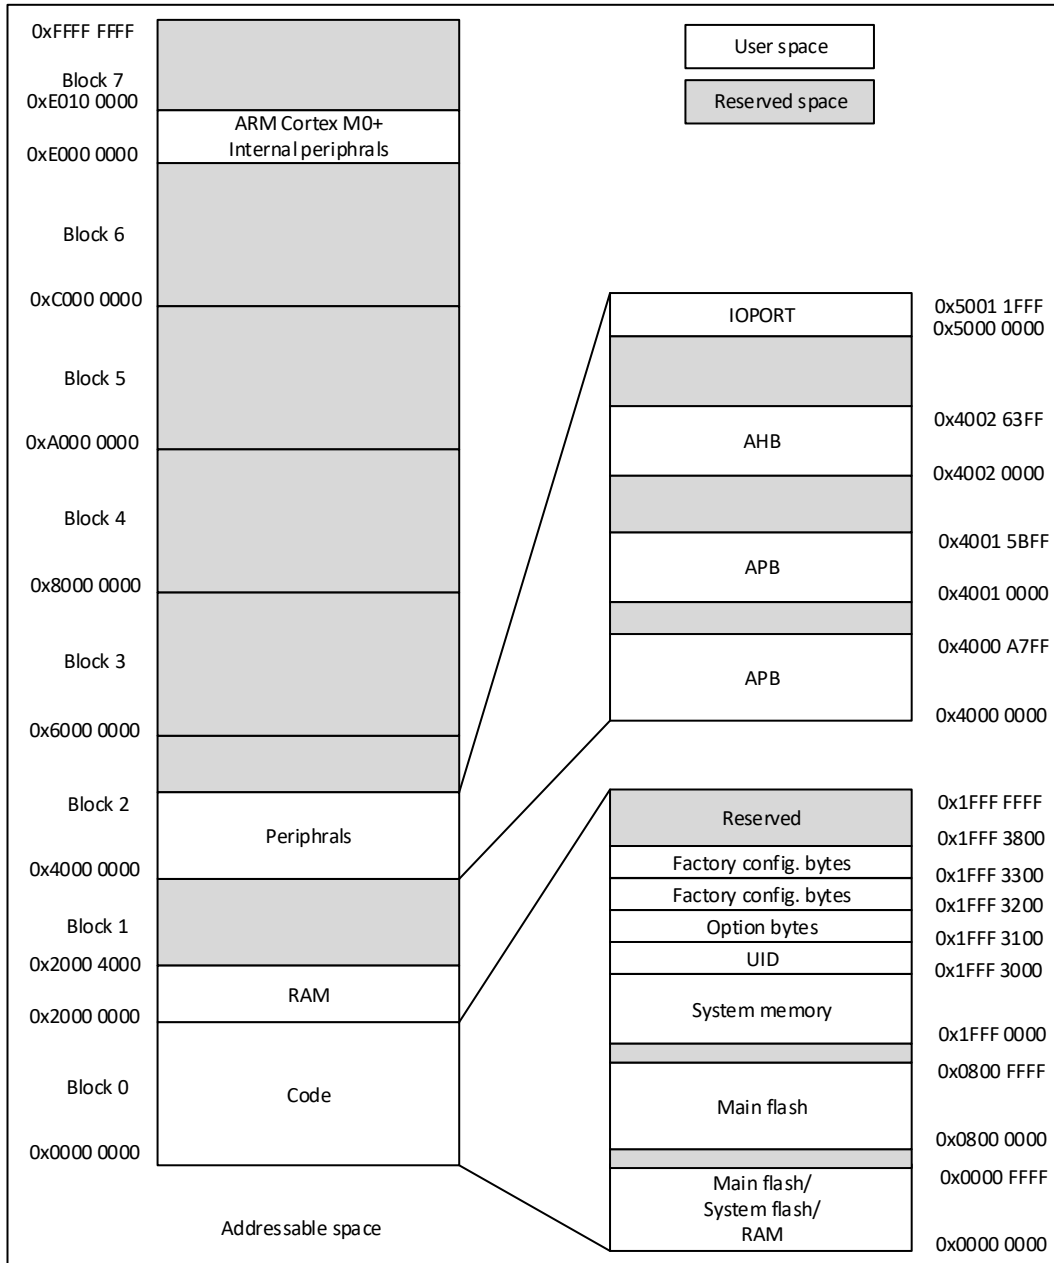 0xFFFF FFFF
Block 7
0xE010 0000
ARM Cortex M0+
Internal periphrals
0xE000 0000
Block 6
0xC000 0000
Block 5
0xA000 0000
Block 4
0x8000 0000
Block 3
0x6000 0000
Block 2
Periphrals
0x4000 0000
Block 1
0x2000 4000
RAM
0x2000 0000
Block 0
Code
0x0000 0000
Addressable space
User space
Reserved space
IOPORT
0x5001 1FFF
0x5000 0000
AHB
0x4002 63FF
0x4002 0000
APB
0x4001 5BFF
0x4001 0000
APB
0x4000 A7FF
0x4000 0000
Reserved
0x1FFF FFFF
0x1FFF 3800
Factory config. bytes
0x1FFF 3300
Factory config. bytes
0x1FFF 3200
Option bytes
0x1FFF 3100
UID
0x1FFF 3000
System memory
0x1FFF 0000
0x0800 FFFF
Main flash
0x0800 0000
0x0000 FFFF
Main flash/
System flash/
RAM
0x0000 0000